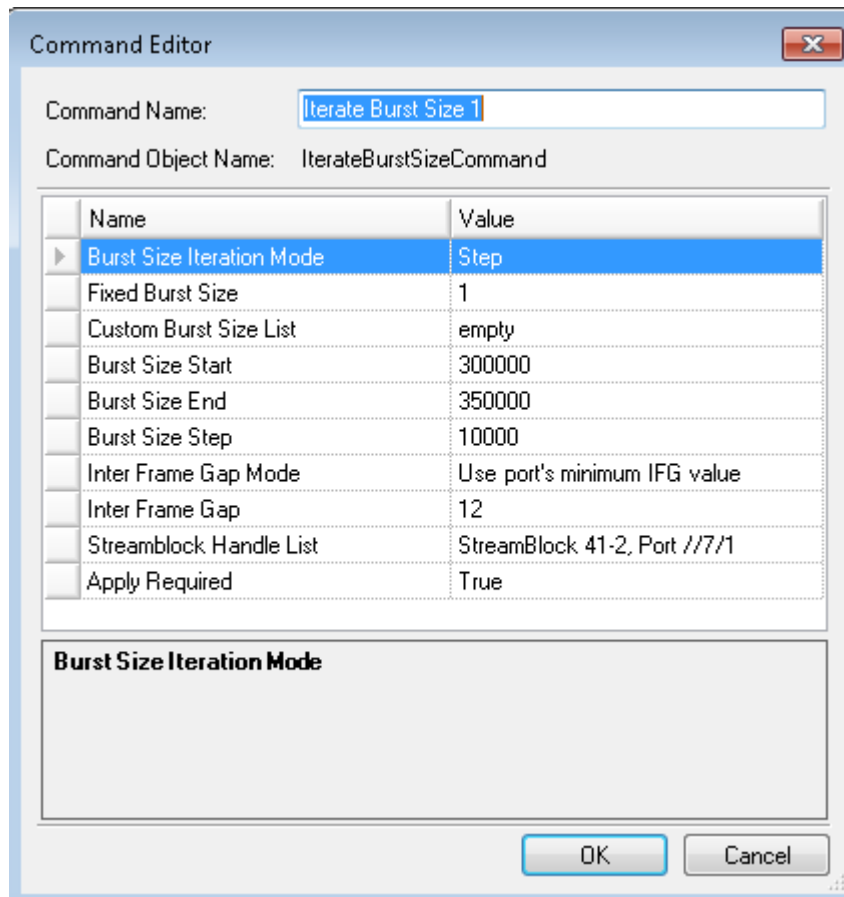 Command Editor
Command Name: Iterate Burst Size 1
Command Object Name: IterateBurstSizeCommand
Name Value
Burst Size Iteration Mode Step
Fixed Burst Size 1
Custom Burst Size List empty
Burst Size Start 300000
Burst Size End 350000
Burst Size Step 10000
Inter Frame Gap Mode Use port's minimum IFG value
Inter Frame Gap 12
Streamblock Handle List StreamBlock 41-2, Port //7/1
Apply Required True
Burst Size Iteration Mode
OK Cancel